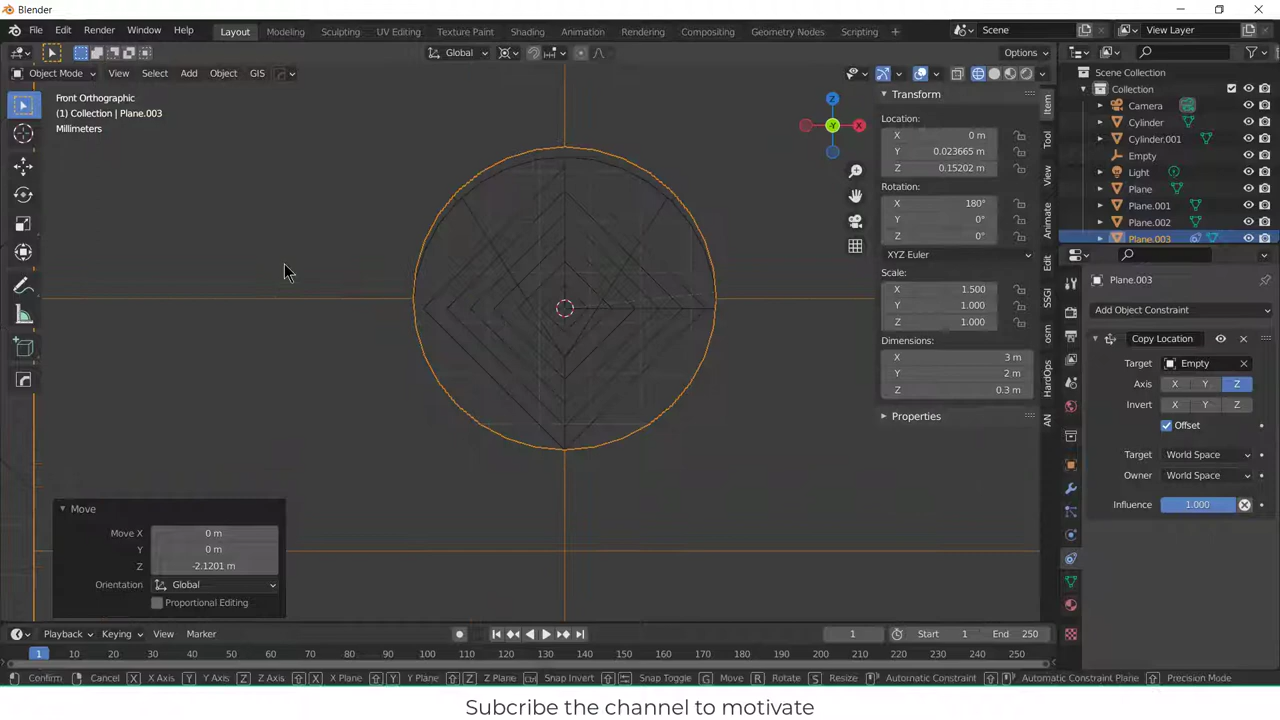 Blender
File Edit Render Window Help Layout Modeling Sculpting UV Editing Texture Paint Shading Animation Rendering Compositing Geometry Nodes Scripting + Scene View Layer
Global Options
Object Mode View Select Add Object GIS
Front Orthographic
(1) Collection | Plane.003
Millimeters
Z
X
-Y
Transform
Location:
X 0 m
Y 0.023665 m
Z 0.15202 m
Rotation:
X 180°
Y 0°
Z 0°
XYZ Euler
Scale:
X 1.500
Y 1.000
Z 1.000
Dimensions:
X 3 m
Y 2 m
Z 0.3 m
Properties
Item
Tool
View
Animate
Edit
SSGI
osm
HardOps
AN
Scene Collection
Collection
Camera
Cylinder
Cylinder.001
Empty
Light
Plane
Plane.001
Plane.002
Plane.003
Plane.003
Add Object Constraint
Copy Location
Target Empty
Axis X Y Z
Invert X Y Z
Offset
Target World Space
Owner World Space
Influence 1.000
Move
Move X 0 m
Y 0 m
Z -2.1201 m
Orientation Global
Proportional Editing
Playback Keying View Marker 1 Start 1 End 250
1 10 20 30 40 50 60 70 80 90 100 110 120 130 140 150 160 170 180 190 200 210 220 230 240 250
Confirm Cancel X X Axis Y Y Axis Z Z Axis X X Plane Y Y Plane Z Z Plane Snap Invert Snap Toggle G Move R Rotate S Resize Automatic Constraint Automatic Constraint Plane Precision Mode
Subcribe the channel to motivate